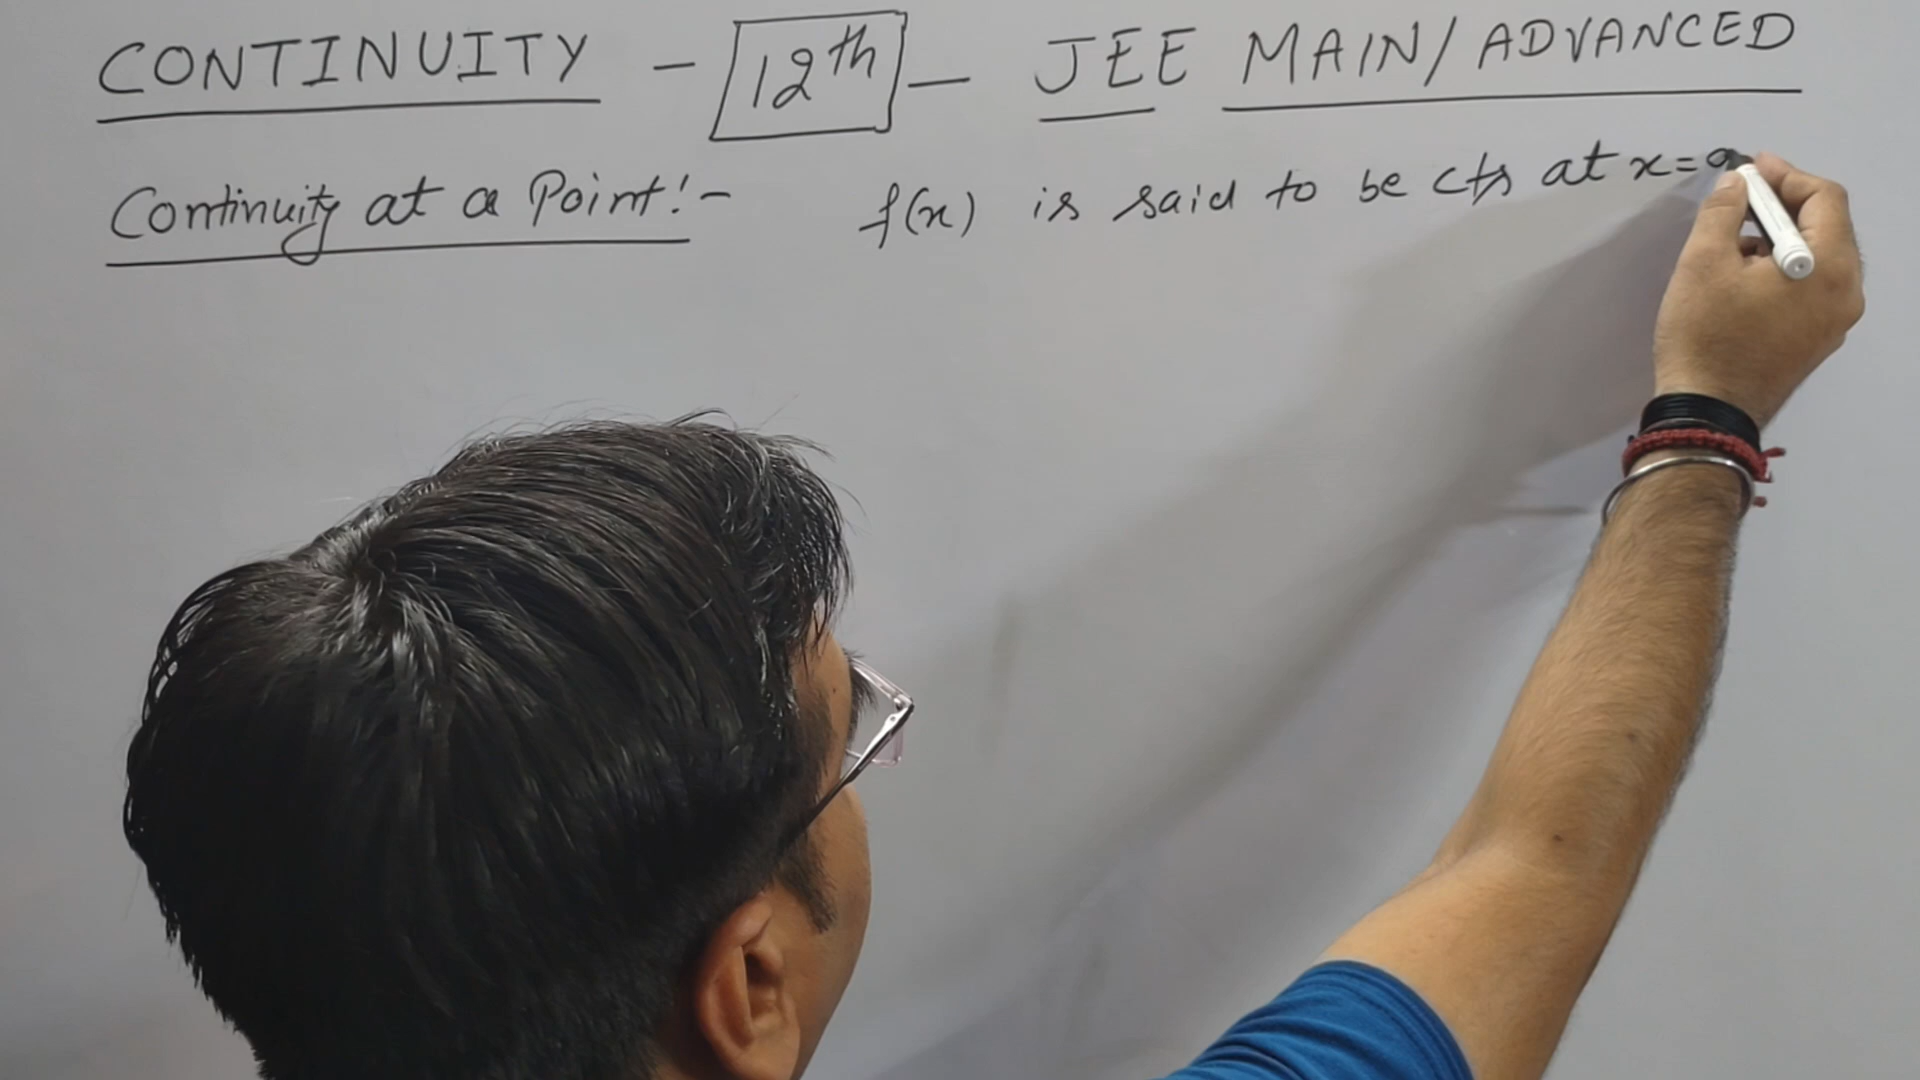 CONTINUITY - 12th - JEE MAIN/ADVANCED
Continuity at a Point!- f(x) is said to be cts at x=a